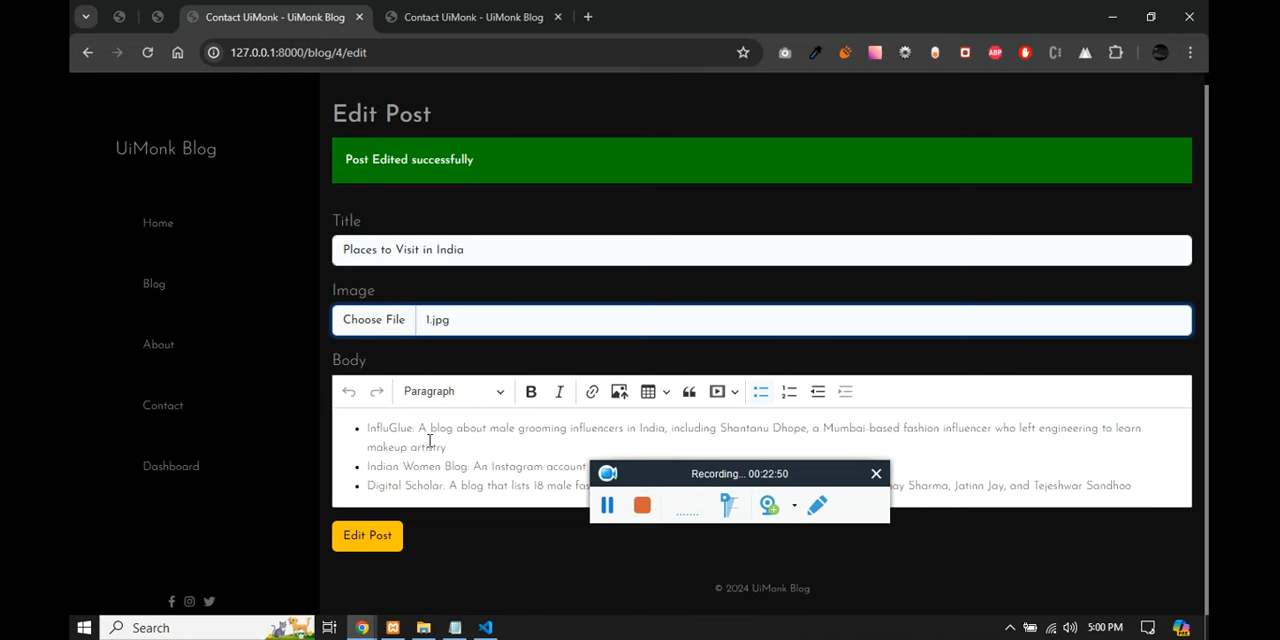 Contact UiMonk - UiMonk Blog
Contact UiMonk - UiMonk Blog
127.0.0.1:8000/blog/4/edit
ABP
UiMonk Blog
Home
Blog
About
Contact
Dashboard
Edit Post
Post Edited successfully
Title
Places to Visit in India
Image
Choose File 1.jpg
Body
Paragraph
InfluGlue: A blog about male grooming influencers in India, including Shantanu Dhope, a Mumbai-based fashion influencer who left engineering to learn
makeup artistry
Indian Women Blog: An Instagram account
Digital Scholar: A blog that lists 18 male fas
ay Sharma, Jatinn Jay, and Tejeshwar Sandhoo
Recording... 00:22:50
Edit Post
© 2024 UiMonk Blog
Search
5:00 PM